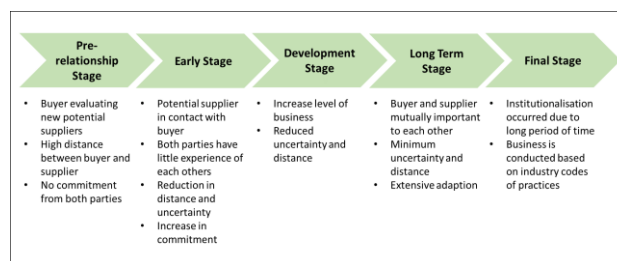 Pre-
relationship
Stage
Early Stage
Development
Stage
Long Term
Stage
Final Stage
• Buyer evaluating
new potential
suppliers
• High distance
between buyer and
supplier
• No commitment
from both parties
• Potential supplier
in contact with
buyer
• Both parties have
little experience of
each others
• Reduction in
distance and
uncertainty
• Increase in
commitment
• Increase level of
business
• Reduced
uncertainty and
distance
• Buyer and supplier
mutually important
to each other
• Minimum
uncertainty and
distance
• Extensive adaption
• Institutionalisation
occurred due to
long period of time
• Business is
conducted based
on industry codes
of practices